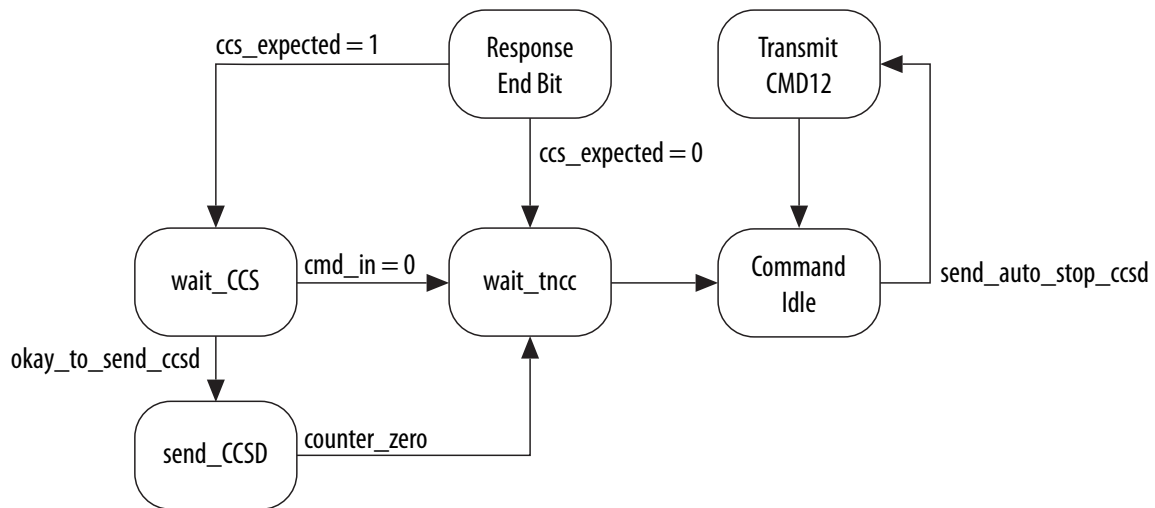 ccs_expected = 1
Response
End Bit
Transmit
CMD12
ccs_expected = 0
wait_CCS
cmd_in = 0
wait_tncc
Command
Idle
send_auto_stop_ccsd
okay_to_send_ccsd
send_CCSD
counter_zero